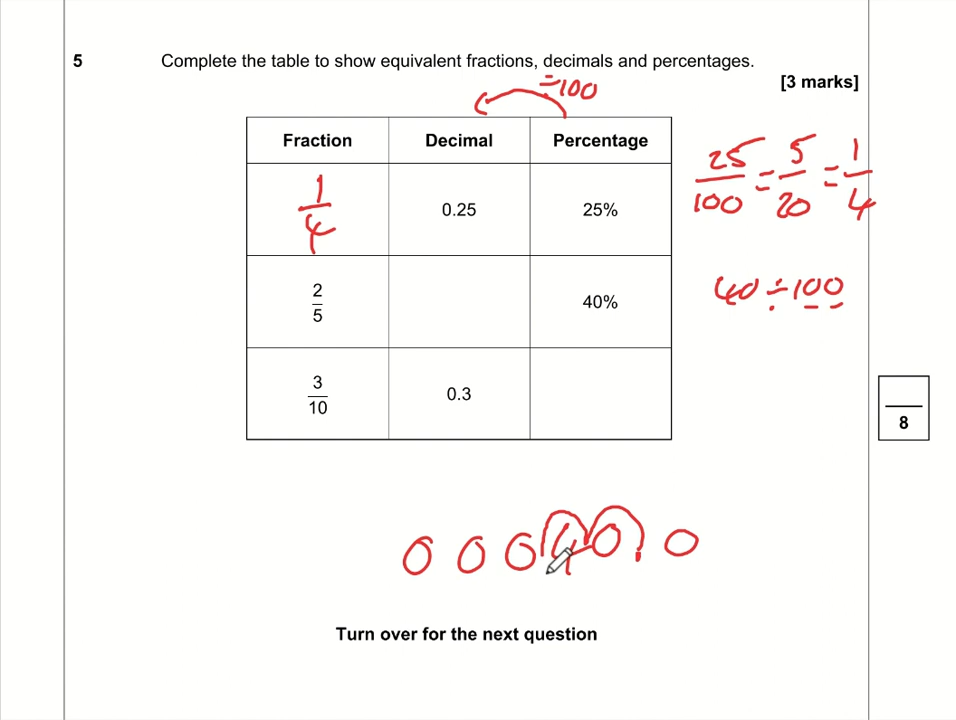 5 Complete the table to show equivalent fractions, decimals and percentages.
[3 marks]
÷100
Fraction Decimal Percentage
1/4 0.25 25%
25/100 = 5/20 = 1/4
2/5 40%
40 ÷ 100
3/10 0.3
8
0 0 0 4 0 . 0
Turn over for the next question